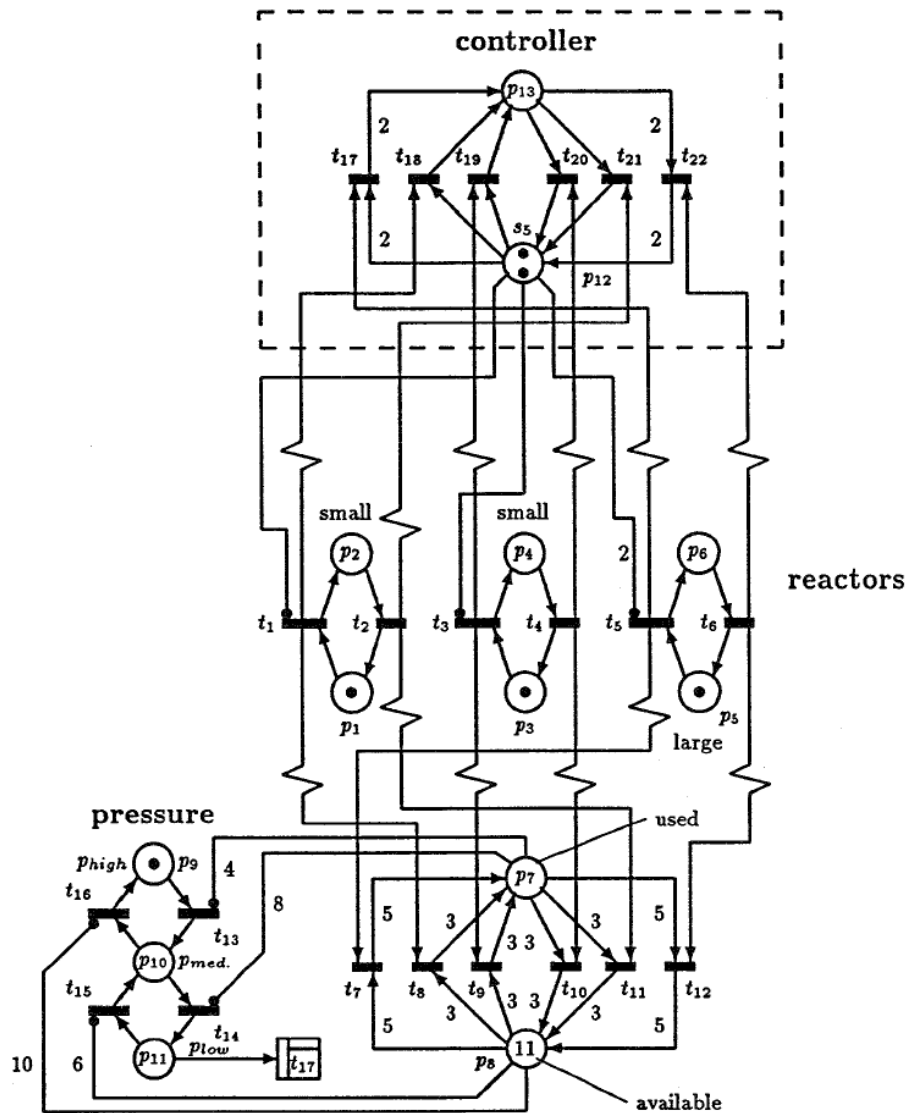 controller
p13
2 2
t17 t18 t19 t20 t21 t22
s5
2 2
p12
small small
p2 p4 2 p6
reactors
t1 t2 t3 t4 t5 t6
p1 p3 p5
large
pressure used
phigh p9 4 p7
t16 8
t13 5 3 3 3 3 5
p10 pmed.
t15 t7 t8 t9 t10 t11 t12
t14 5 3 3 3 3 5
10 6 p11 plow t17 p8 11
available